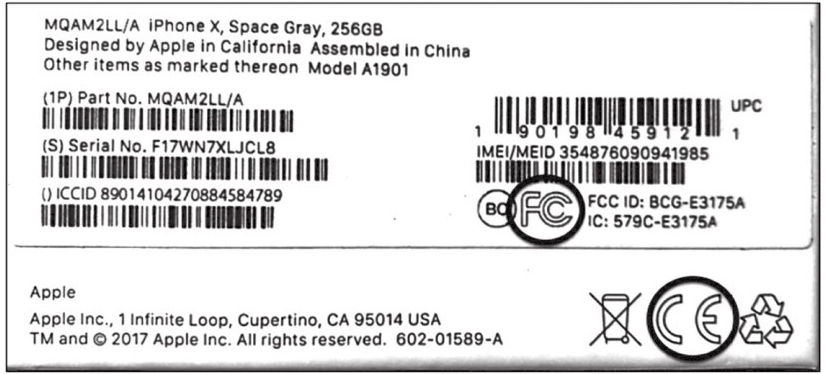 MQAM2LL/A iPhone X, Space Gray, 256GB
Designed by Apple in California Assembled in China
Other items as marked thereon Model A1901
(1P) Part No. MQAM2LL/A
(S) Serial No. F17WN7XLJCL8
() ICCID 89014104270884584789
UPC
1 90198 45912 1
IMEI/MEID 354876090941985
BC FC FCC ID: BCG-E3175A
IC: 579C-E3175A
Apple
Apple Inc., 1 Infinite Loop, Cupertino, CA 95014 USA
TM and © 2017 Apple Inc. All rights reserved. 602-01589-A
CE